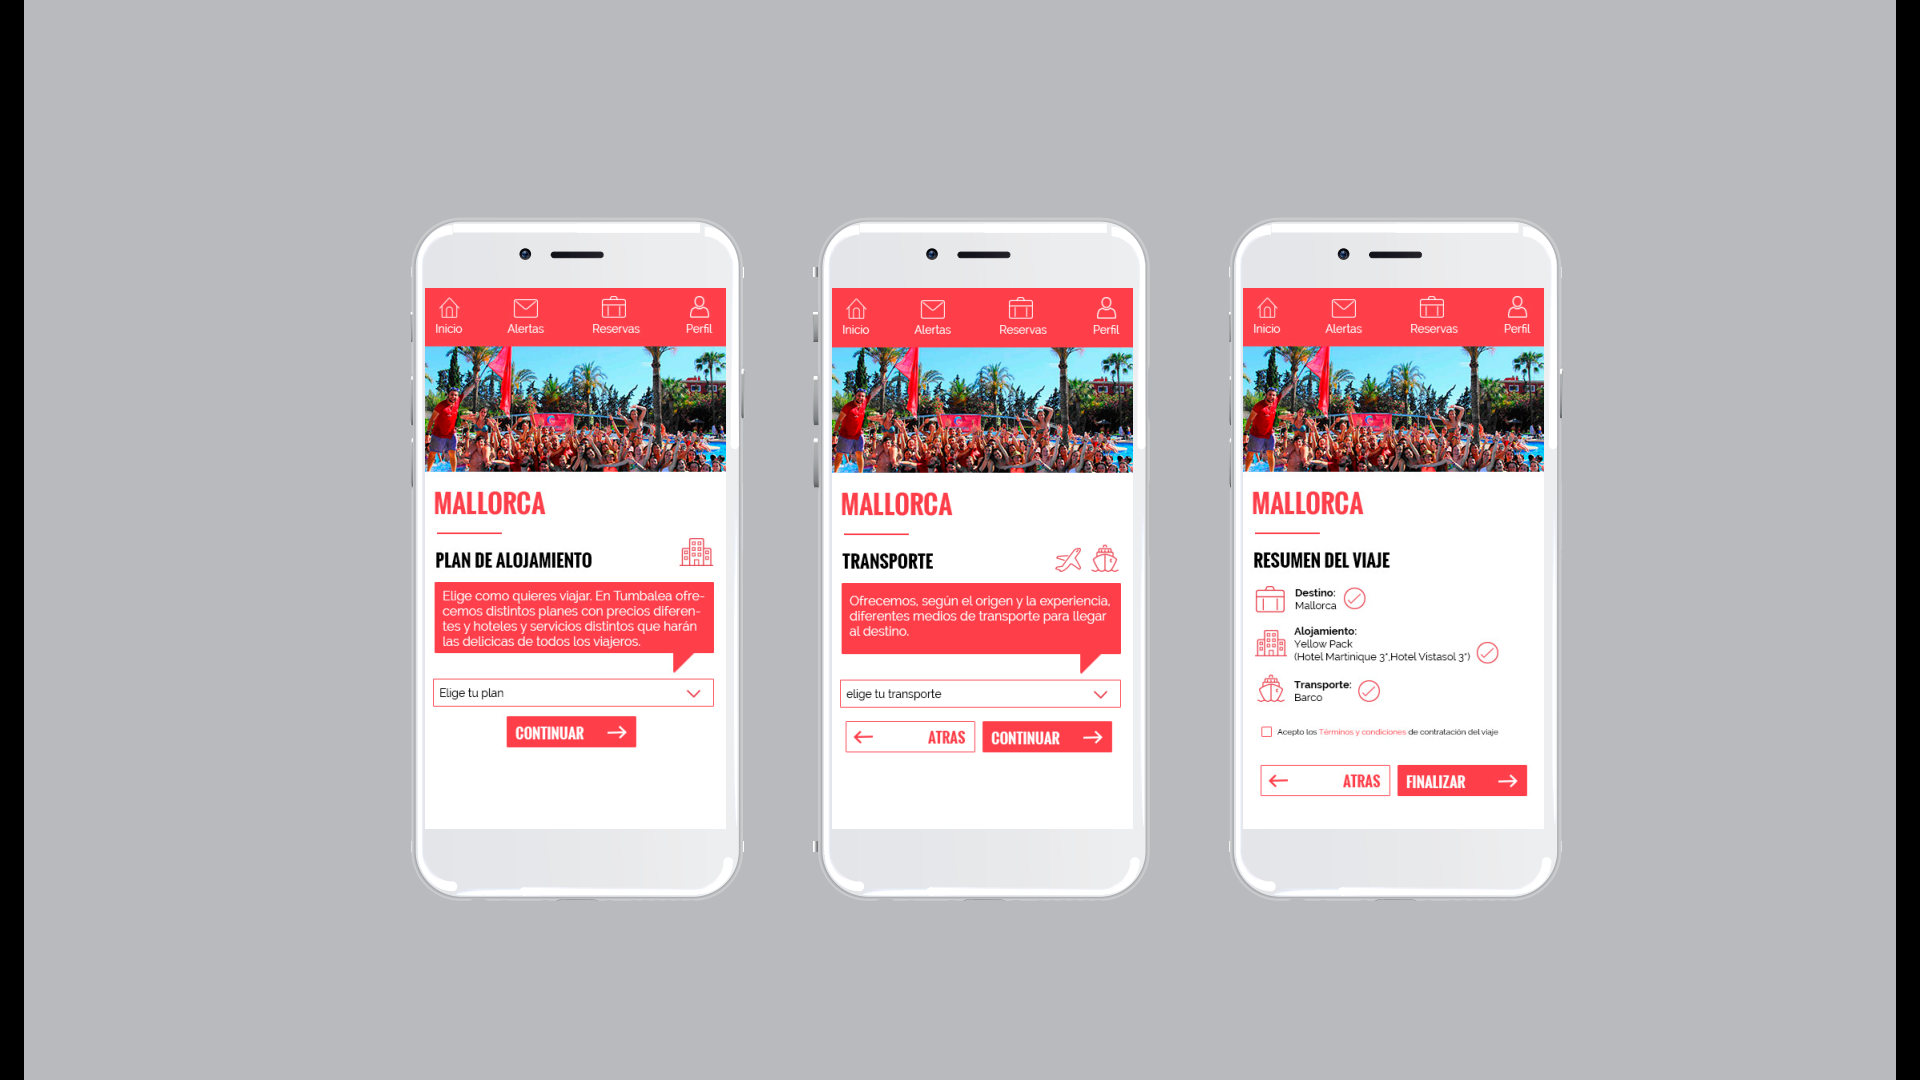 Inicio Alertas Reservas Perfil
MALLORCA
PLAN DE ALOJAMIENTO
Elige como quieres viajar. En Tumbalea ofre-
cemos distintos planes con precios diferen-
tes y hoteles y servicios distintos que harán
las delicicas de todos los viajeros.
Elige tu plan
CONTINUAR
Inicio Alertas Reservas Perfil
MALLORCA
TRANSPORTE
Ofrecemos, según el origen y la experiencia,
diferentes medios de transporte para llegar
al destino.
elige tu transporte
ATRAS CONTINUAR
Inicio Alertas Reservas Perfil
MALLORCA
RESUMEN DEL VIAJE
Destino:
Mallorca
Alojamiento:
Yellow Pack
(Hotel Martinique 3*,Hotel Vistasol 3*)
Transporte:
Barco
Acepto los Términos y condiciones de contratación del viaje
ATRAS FINALIZAR